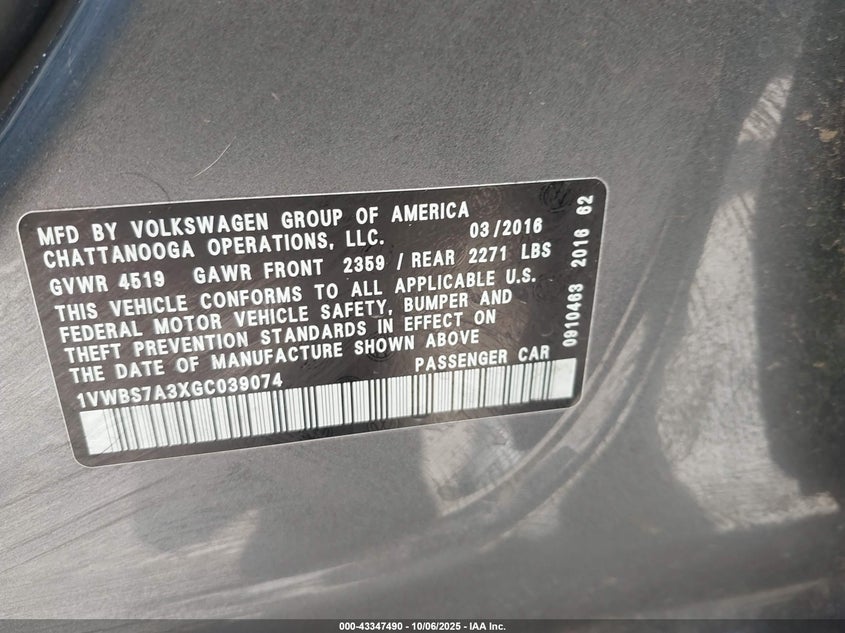 MFD BY VOLKSWAGEN GROUP OF AMERICA
CHATTANOOGA OPERATIONS, LLC. 03/2016
GVWR 4519 GAWR FRONT 2359 / REAR 2271 LBS
THIS VEHICLE CONFORMS TO ALL APPLICABLE U.S.
FEDERAL MOTOR VEHICLE SAFETY, BUMPER AND
THEFT PREVENTION STANDARDS IN EFFECT ON
THE DATE OF MANUFACTURE SHOWN ABOVE
1VWBS7A3XGC039074 PASSENGER CAR
0910463 2016 62
000-43347490 - 10/06/2025 - IAA Inc.